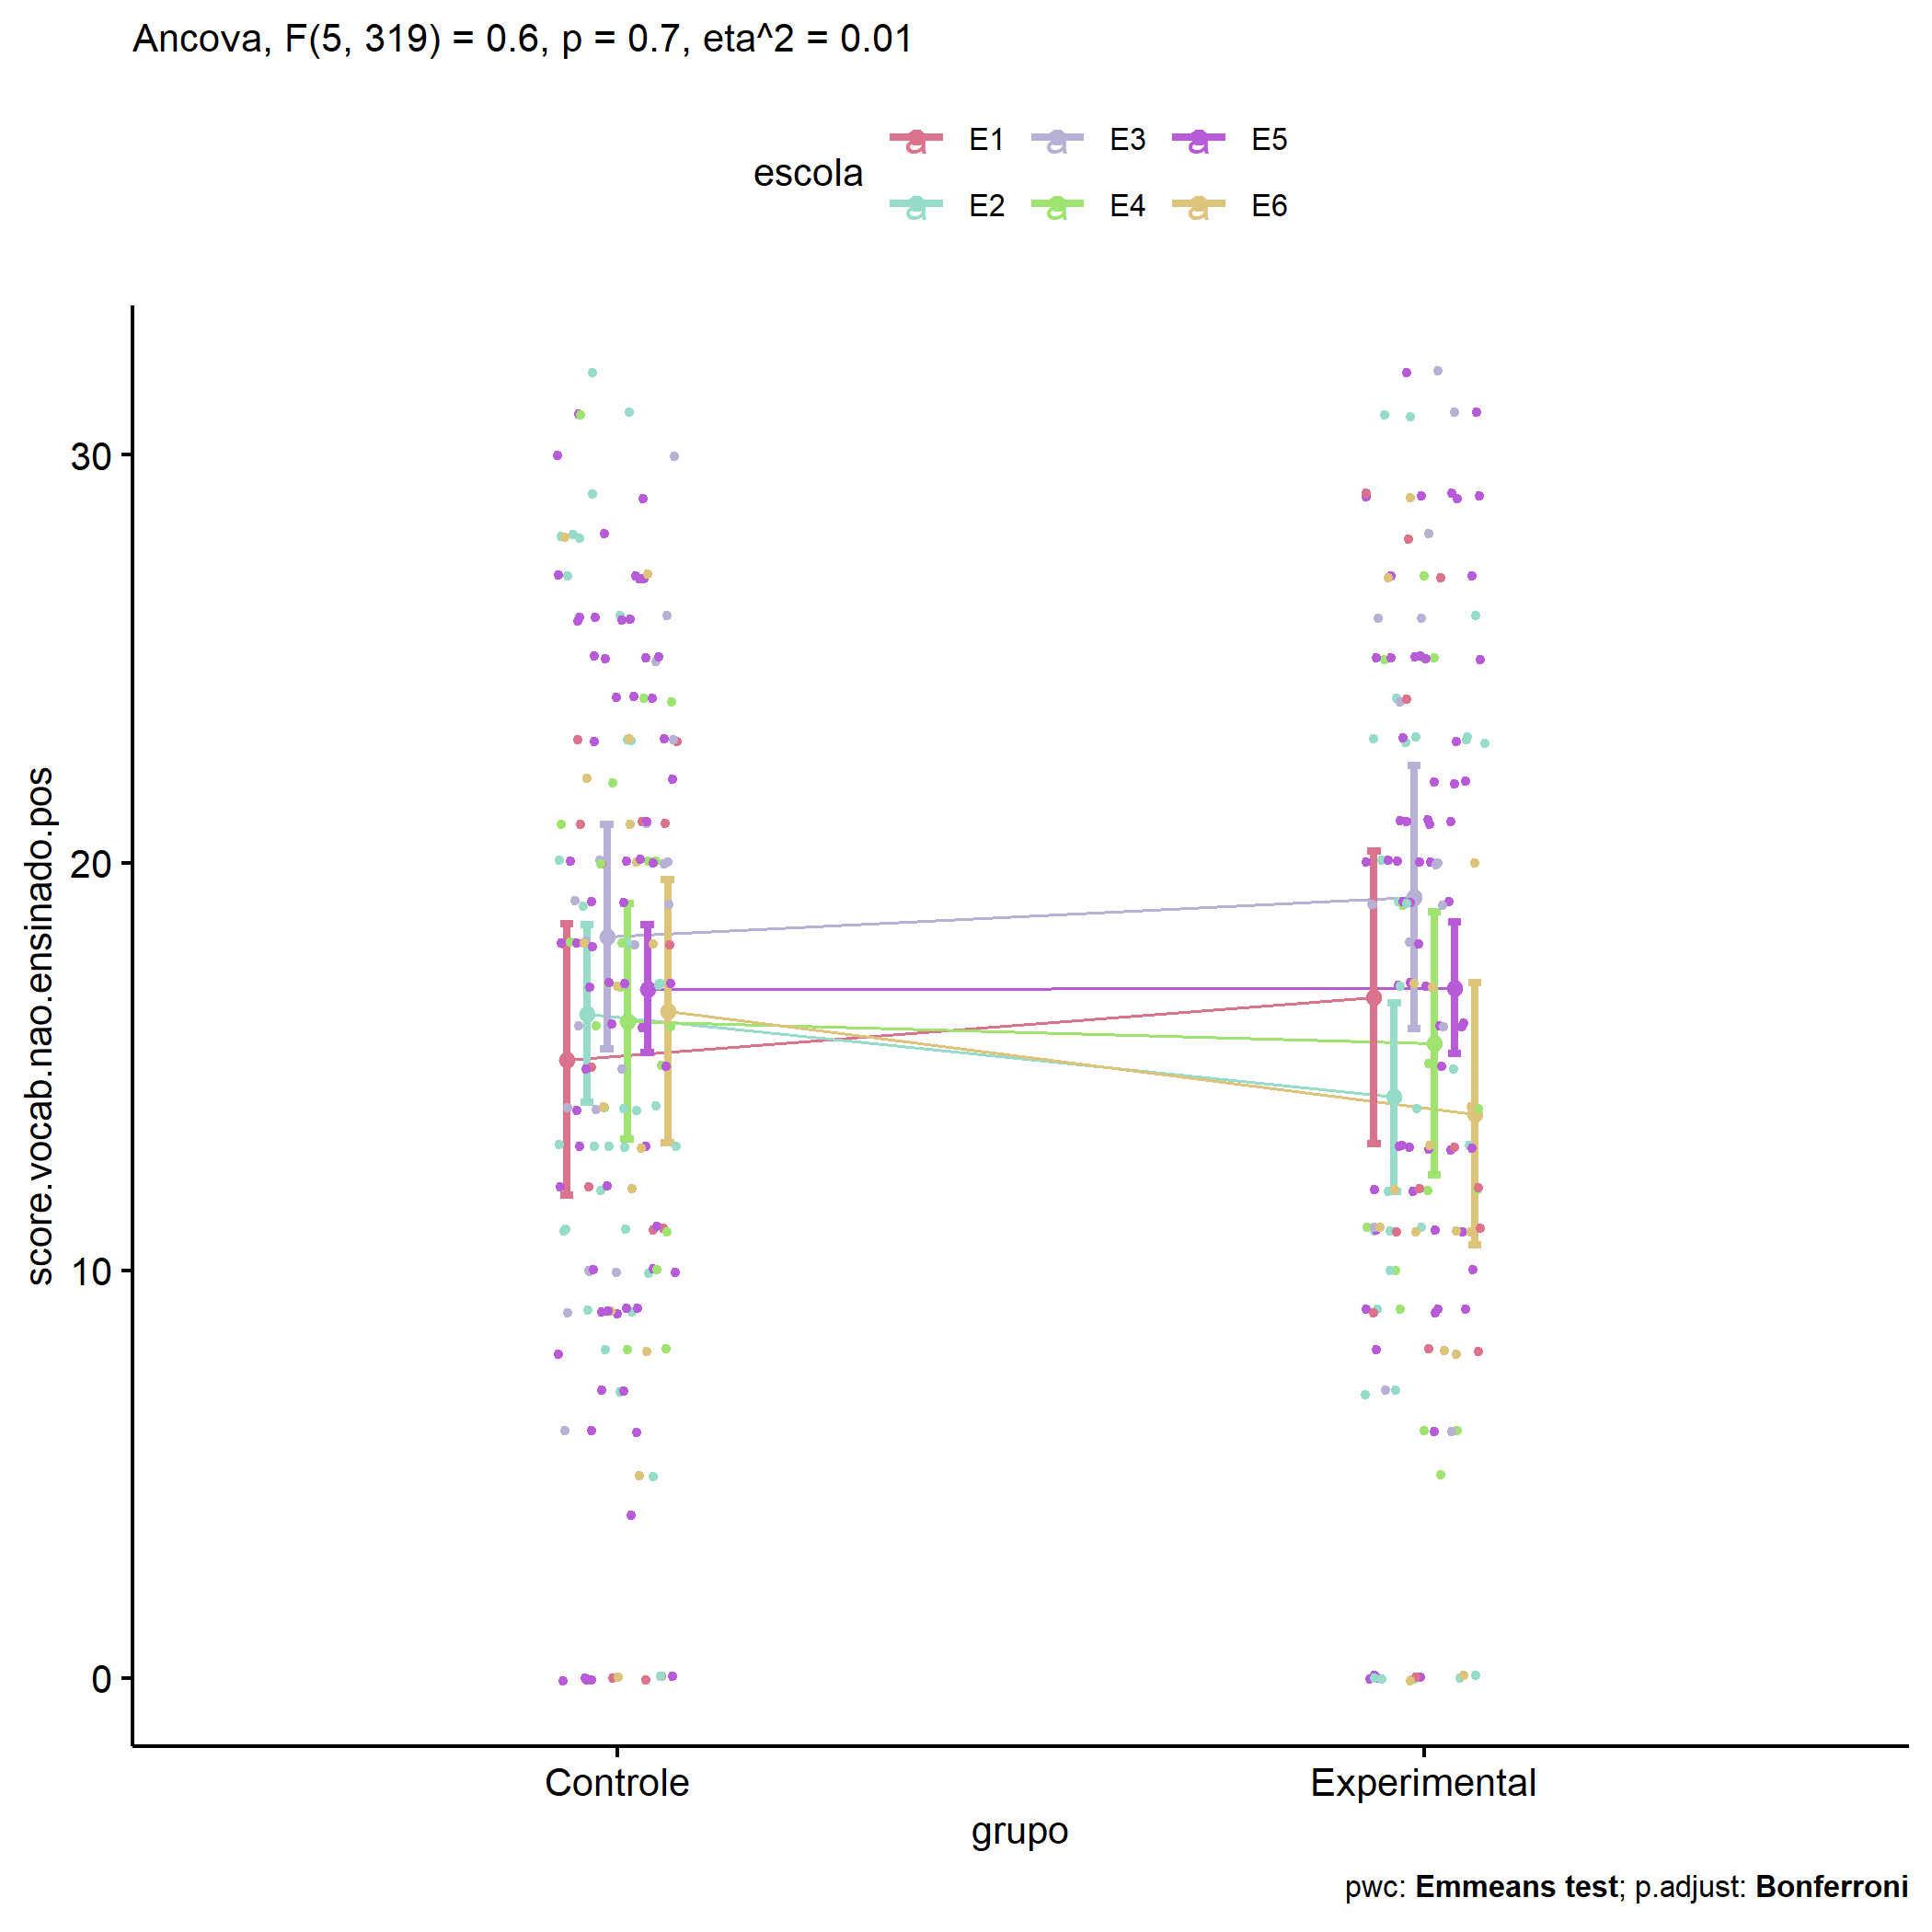 Ancova, F(5, 319) = 0.6, p = 0.7, eta^2 = 0.01
escola
a E1 a E3 a E5
a E2 a E4 a E6
score.vocab.nao.ensinado.pos
30
20
10
0
Controle Experimental
grupo
pwc: Emmeans test; p.adjust: Bonferroni